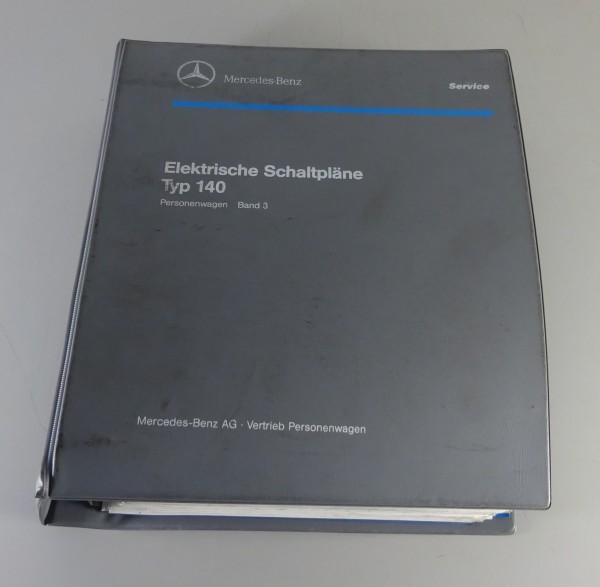 Mercedes-Benz
Service
Elektrische Schaltpläne
Typ 140
Personenwagen Band 3
Mercedes-Benz AG · Vertrieb Personenwagen